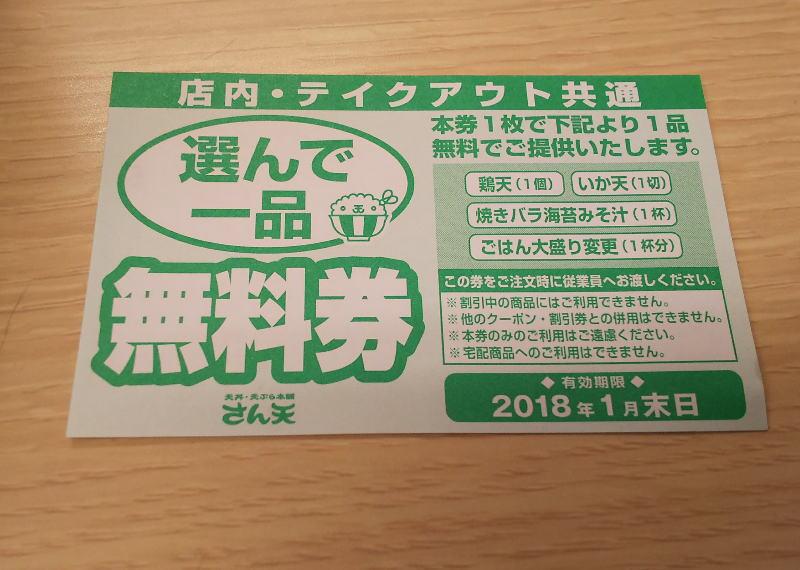 店内・テイクアウト共通
選んで
一品
無料券
天丼・天ぷら本舗
さん天
本券1枚で下記より1品
無料でご提供いたします。
鶏天(1個) いか天(1切)
焼きバラ海苔みそ汁(1杯)
ごはん大盛り変更(1杯分)
この券をご注文時に従業員へお渡しください。
※割引中の商品にはご利用できません。
※他のクーポン・割引券との併用はできません。
※本券のみのご利用はご遠慮ください。
※宅配商品へのご利用はできません。
◆有効期限◆
2018年1月末日